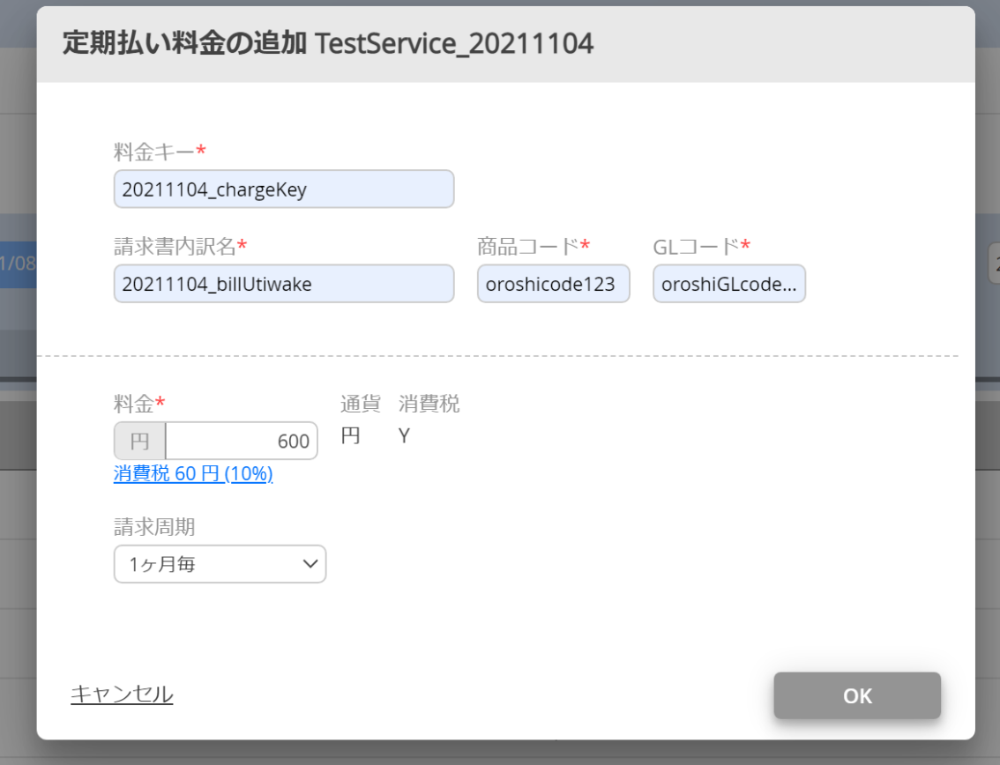 定期払い料金の追加 TestService_20211104
料金キー*
20211104_chargeKey
請求書内訳名* 商品コード* GLコード*
20211104_billUtiwake oroshicode123 oroshiGLcode...
料金* 通貨 消費税
円 600 円 Y
消費税 60 円 (10%)
請求周期
1ヶ月毎
キャンセル OK
1/08